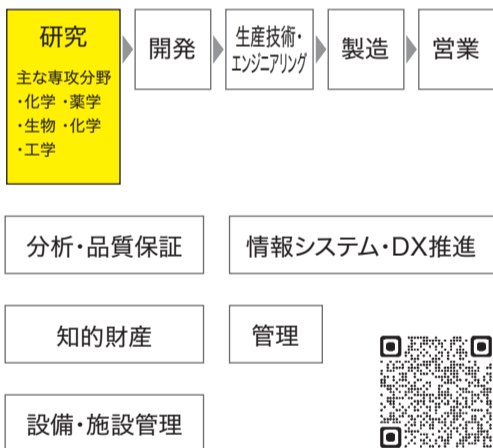 研究
主な専攻分野
・化学 ・薬学
・生物 ・化学
・工学
開発
生産技術・
エンジニアリング
製造
営業
分析・品質保証
情報システム・DX推進
知的財産
管理
設備・施設管理